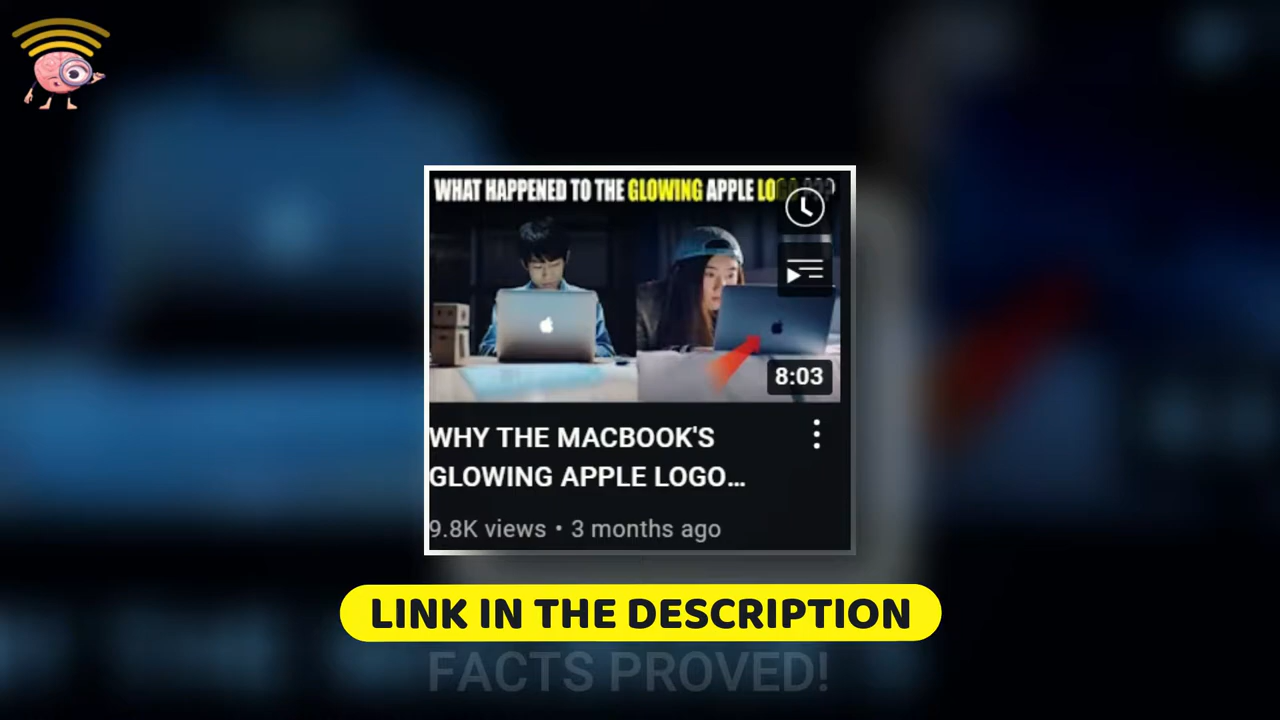 WHAT HAPPENED TO THE GLOWING APPLE LOGO
8:03
WHY THE MACBOOK'S
GLOWING APPLE LOGO...
9.8K views • 3 months ago
LINK IN THE DESCRIPTION
FACTS PROVED!